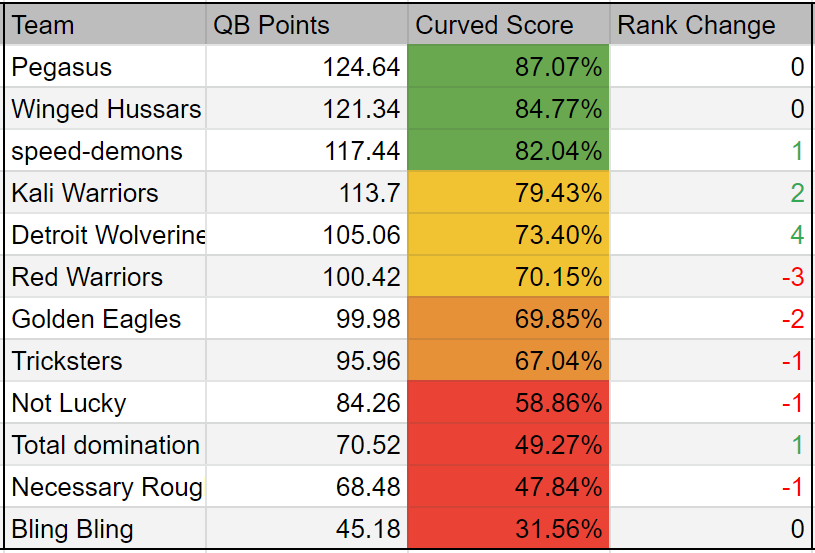 Team QB Points Curved Score Rank Change
Pegasus 124.64 87.07% 0
Winged Hussars 121.34 84.77% 0
speed-demons 117.44 82.04% 1
Kali Warriors 113.7 79.43% 2
Detroit Wolverine 105.06 73.40% 4
Red Warriors 100.42 70.15% -3
Golden Eagles 99.98 69.85% -2
Tricksters 95.96 67.04% -1
Not Lucky 84.26 58.86% -1
Total domination 70.52 49.27% 1
Necessary Roug 68.48 47.84% -1
Bling Bling 45.18 31.56% 0